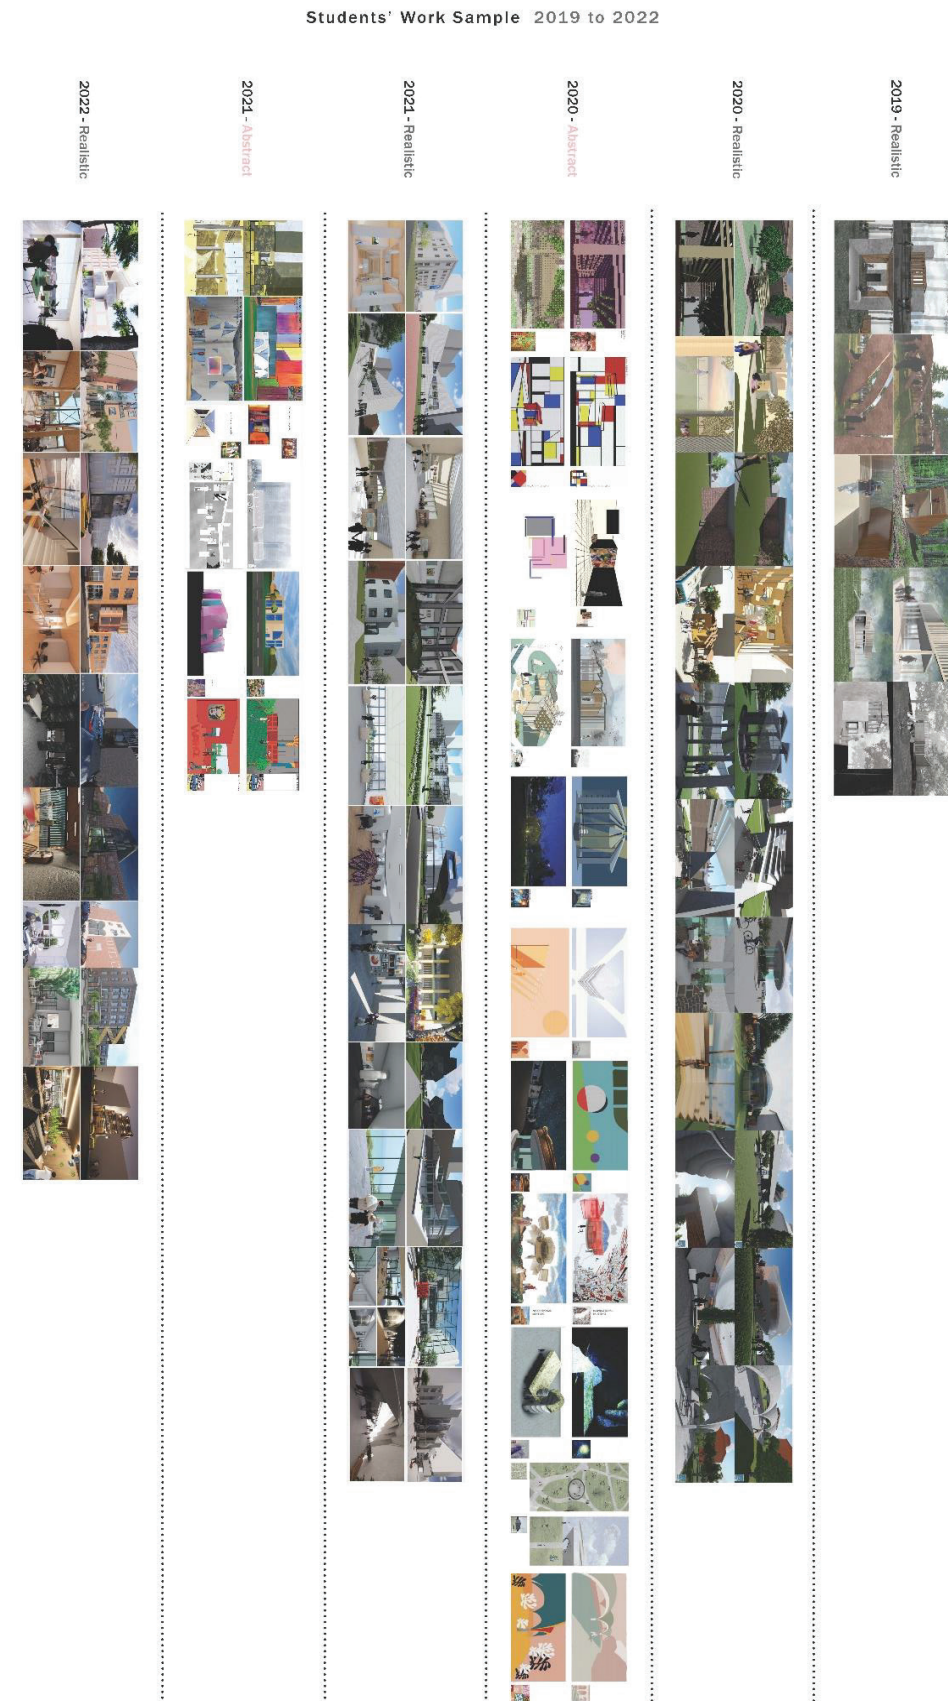 Students' Work Sample 2019 to 2022
2022 - Realistic
2021 - Abstract
2021 - Realistic
2020 - Abstract
2020 - Realistic
2019 - Realistic